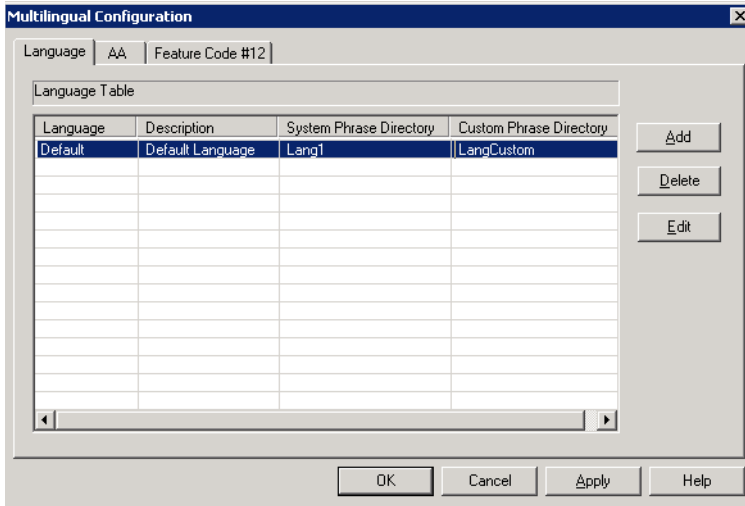 Multilingual Configuration
Language AA Feature Code #12
Language Table
Language Description System Phrase Directory Custom Phrase Directory
Default Default Language Lang1 LangCustom
Add
Delete
Edit
OK Cancel Apply Help